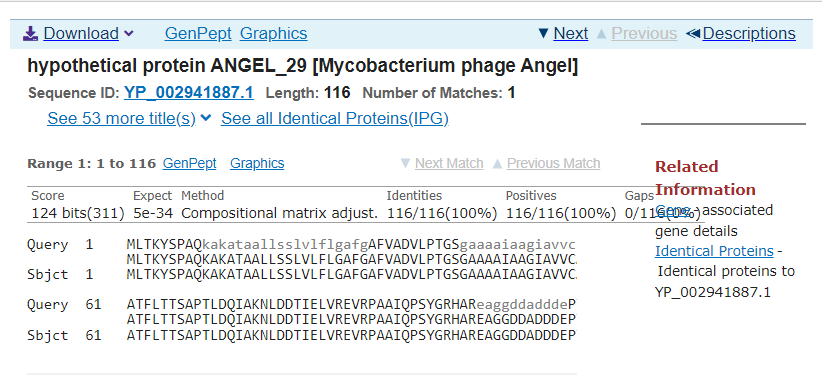 Download GenPept Graphics Next Previous Descriptions
hypothetical protein ANGEL_29 [Mycobacterium phage Angel]
Sequence ID: YP_002941887.1 Length: 116 Number of Matches: 1
See 53 more title(s) See all Identical Proteins(IPG)
Range 1: 1 to 116 GenPept Graphics Next Match Previous Match
Score Expect Method Identities Positives Gaps
124 bits(311) 5e-34 Compositional matrix adjust. 116/116(100%) 116/116(100%) 0/116(0%)
Query 1 MLTKYSPAQkakataallsslvlflgafgAFVADVLPTGSgaaaaiaagiavvc
MLTKYSPAQKAKATAALLSSLVLFLGAFGAFVADVLPTGSGAAAAIAAGIAVVC
Sbjct 1 MLTKYSPAQKAKATAALLSSLVLFLGAFGAFVADVLPTGSGAAAAIAAGIAVVC
Query 61 ATFLTTSAPTLDQIAKNLDDTIELVREVRPAAIQPSYGRHAReaggddadddeP
ATFLTTSAPTLDQIAKNLDDTIELVREVRPAAIQPSYGRHAREAGGDDADDDEP
Sbjct 61 ATFLTTSAPTLDQIAKNLDDTIELVREVRPAAIQPSYGRHAREAGGDDADDDEP
Related
Information
Gene - associated
gene details
Identical Proteins -
Identical proteins to
YP_002941887.1